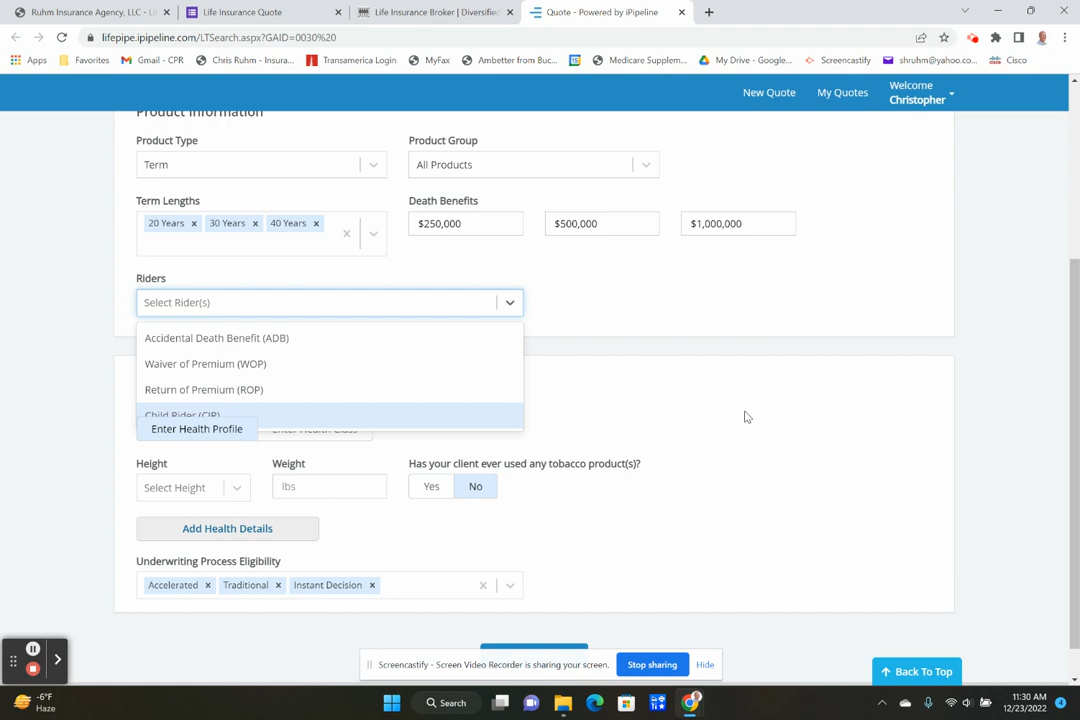 Ruhm Insurance Agency, LLC - Li
Life Insurance Quote
Life Insurance Broker | Diversified
Quote - Powered by iPipeline
lifepipe.ipipeline.com/LTSearch.aspx?GAID=0030%20
Apps
Favorites
Gmail - CPR
Chris Ruhm - Insura...
Transamerica Login
MyFax
Ambetter from Buc...
Medicare Supplem...
My Drive - Google...
Screencastify
shruhm@yahoo.co...
Cisco
New Quote
My Quotes
Welcome
Christopher
Product Information
Product Type
Product Group
Term
All Products
Term Lengths
Death Benefits
20 Years
30 Years
40 Years
$250,000
$500,000
$1,000,000
Riders
Select Rider(s)
Accidental Death Benefit (ADB)
Waiver of Premium (WOP)
Return of Premium (ROP)
Child Rider (CIR)
Enter Health Profile
Enter Health Class
Height
Weight
Has your client ever used any tobacco product(s)?
Select Height
lbs
Yes
No
Add Health Details
Underwriting Process Eligibility
Accelerated
Traditional
Instant Decision
Screencastify - Screen Video Recorder is sharing your screen.
Stop sharing
Hide
Back To Top
-6°F
Haze
Search
11:30 AM
12/23/2022
4